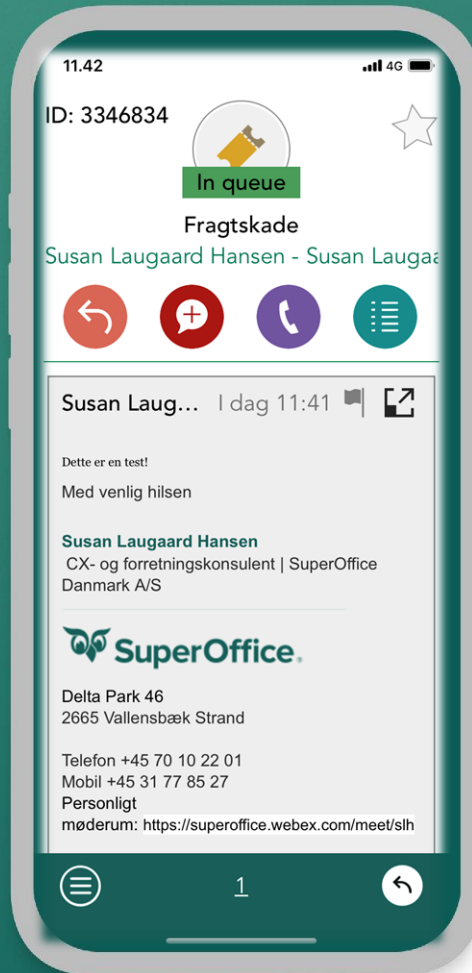 11.42
4G
ID: 3346834
In queue
Fragtskade
Susan Laugaard Hansen - Susan Laugaa
Susan Laug... I dag 11:41
Dette er en test!
Med venlig hilsen
Susan Laugaard Hansen
CX- og forretningskonsulent | SuperOffice
Danmark A/S
SuperOffice.
Delta Park 46
2665 Vallensbæk Strand
Telefon +45 70 10 22 01
Mobil +45 31 77 85 27
Personligt
møderum: https://superoffice.webex.com/meet/slh
1